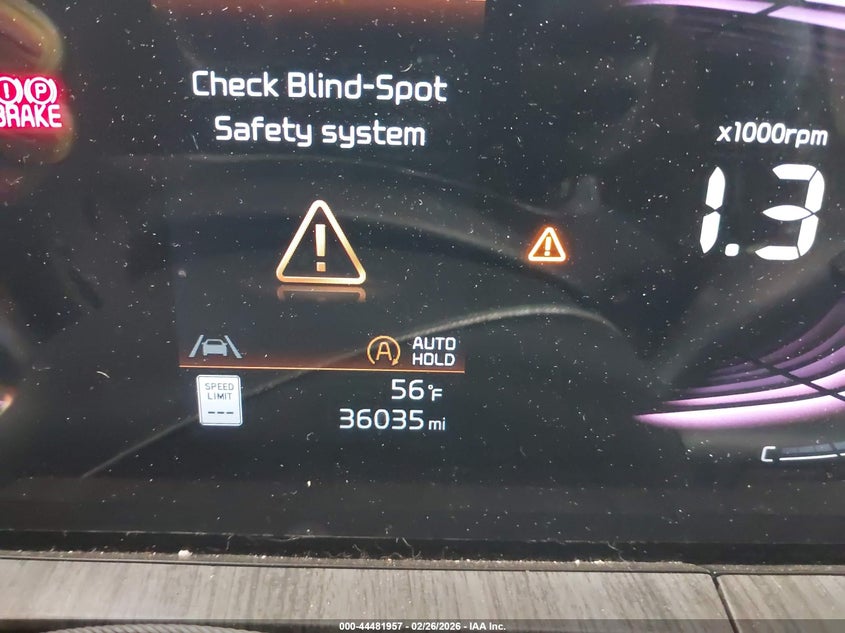 Check Blind-Spot
Safety system
(!) (P)
BRAKE
x1000rpm
1.3
AUTO
HOLD
A
SPEED
LIMIT
---
56°F
36035 mi
C
000-44481957 - 02/26/2026 - IAA Inc.